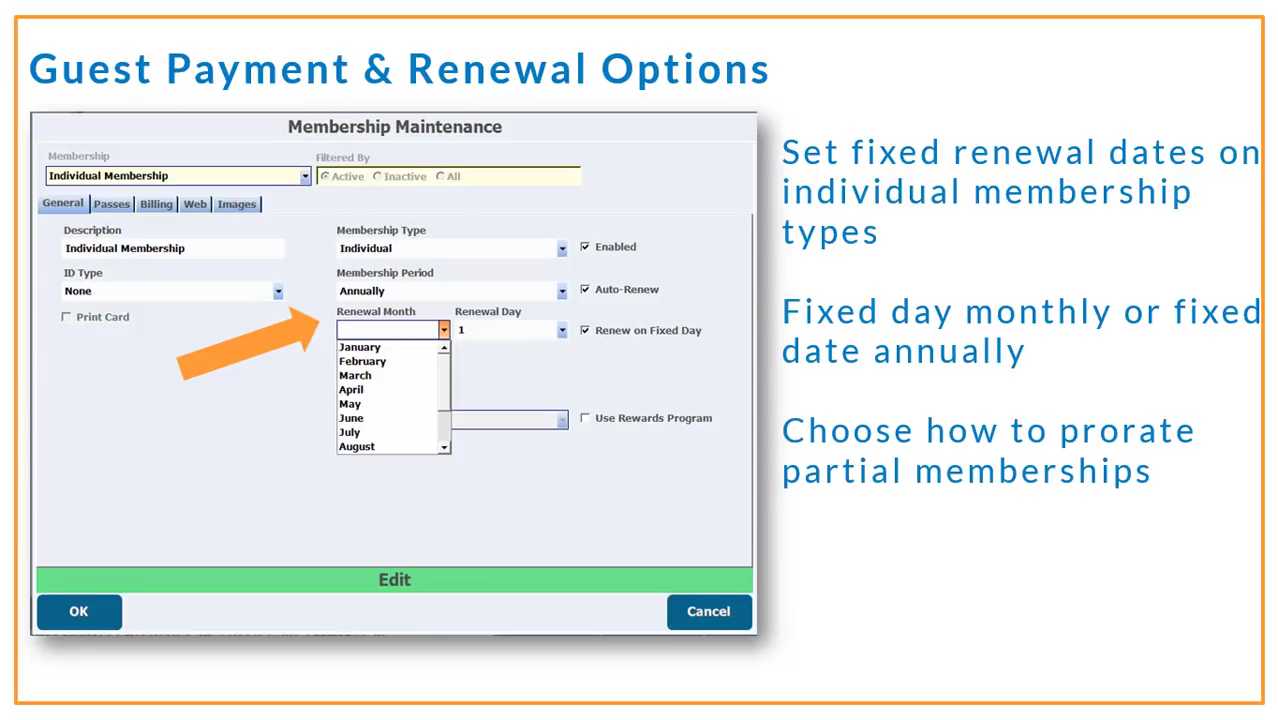 Guest Payment & Renewal Options
Membership Maintenance
Membership
Filtered By
Individual Membership
Active Inactive All
General Passes Billing Web Images
Description
Membership Type
Individual Membership
Individual
Enabled
ID Type
Membership Period
None
Annually
Auto-Renew
Print Card
Renewal Month
Renewal Day
1
Renew on Fixed Day
January
February
March
April
May
June
July
August
Use Rewards Program
Edit
OK
Cancel
Set fixed renewal dates on
individual membership
types
Fixed day monthly or fixed
date annually
Choose how to prorate
partial memberships